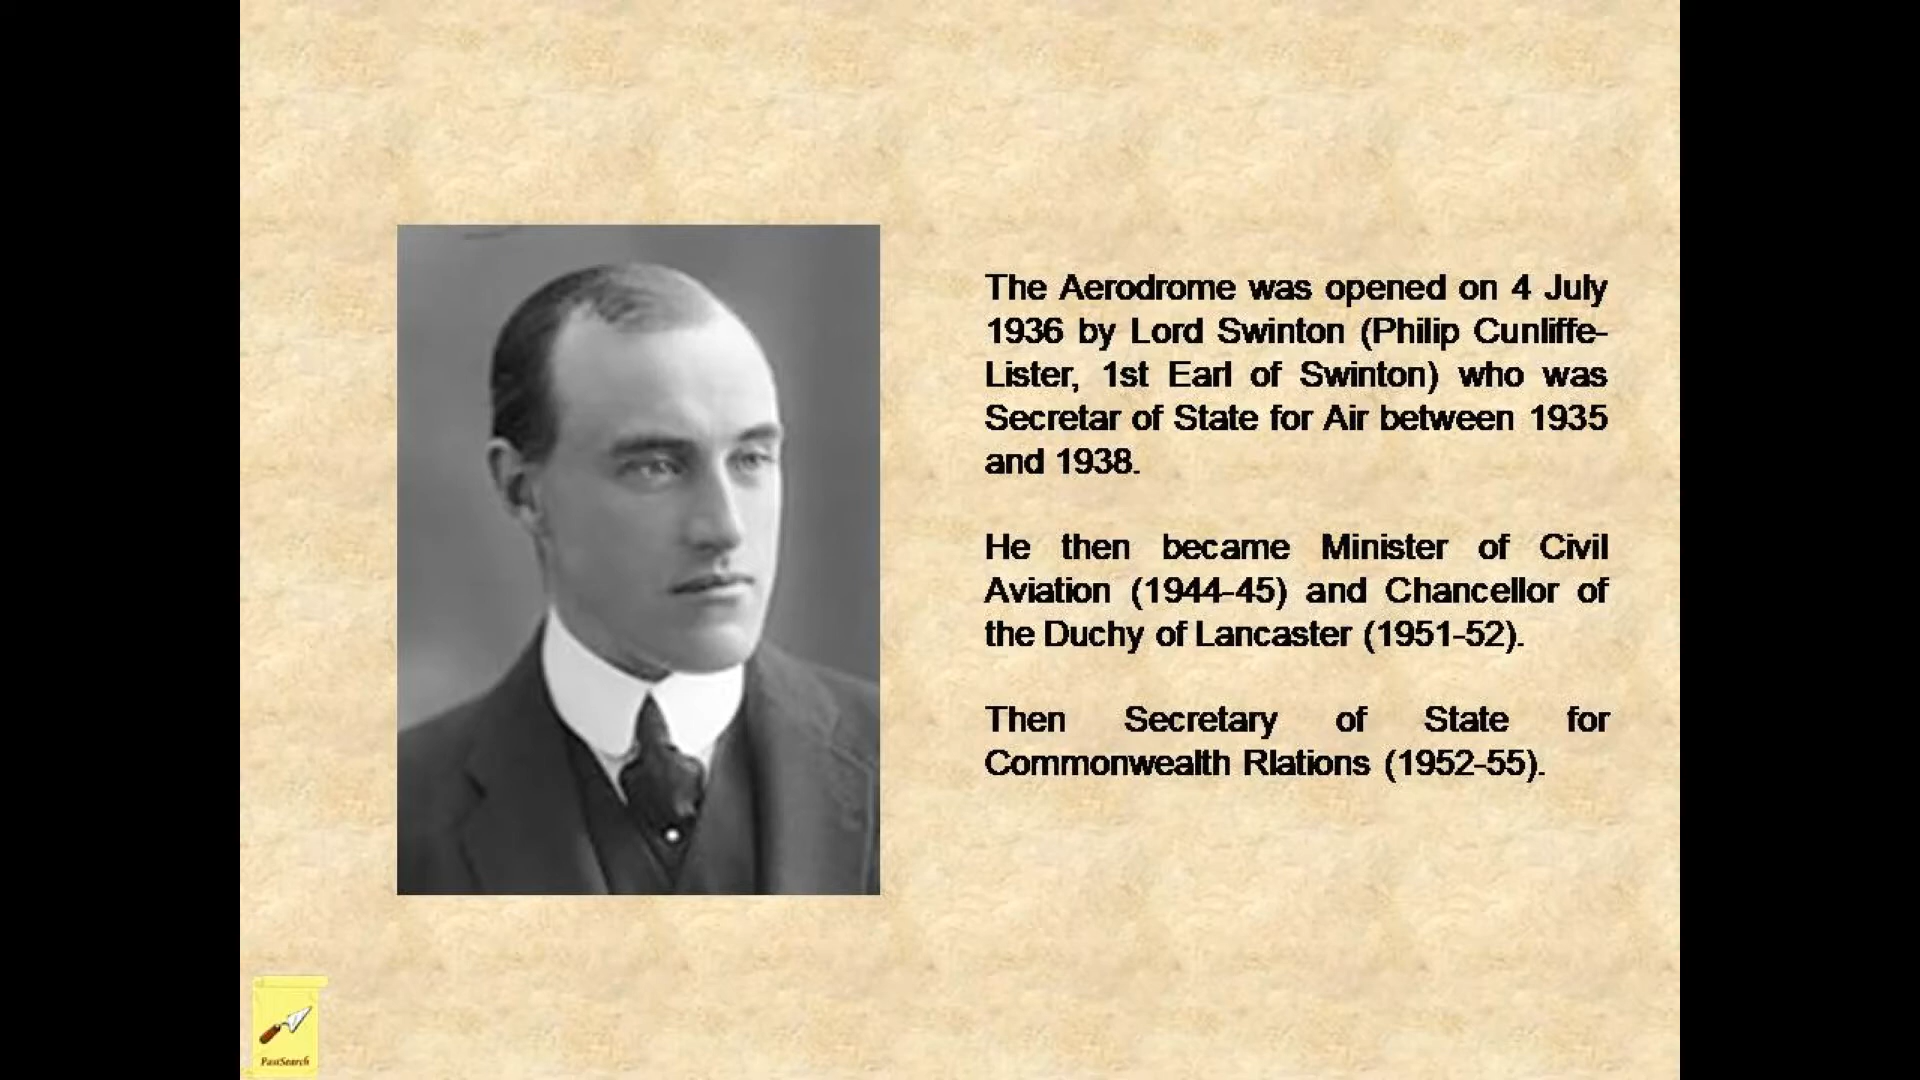 The Aerodrome was opened on 4 July
1936 by Lord Swinton (Philip Cunliffe-
Lister, 1st Earl of Swinton) who was
Secretar of State for Air between 1935
and 1938.
He then became Minister of Civil
Aviation (1944-45) and Chancellor of
the Duchy of Lancaster (1951-52).
Then Secretary of State for
Commonwealth Rlations (1952-55).
PastSearch